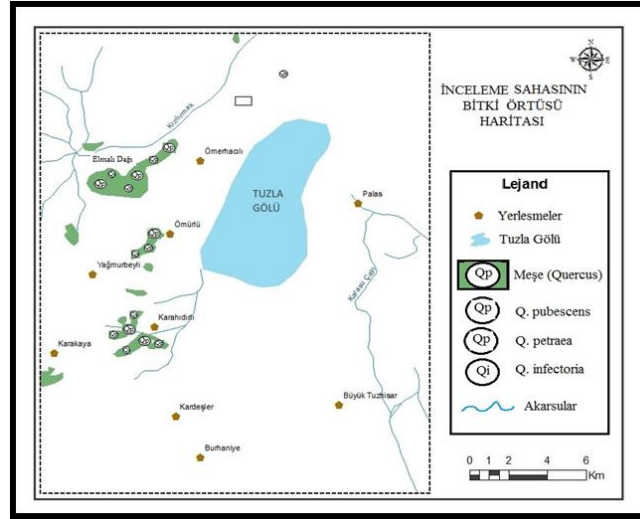 İNCELEME SAHASININ
BİTKİ ÖRTÜSÜ
HARİTASI
N
W
E
S
Kızılırmak
Elmalı Dağı
Ömerhacılı
TUZLA
GÖLÜ
Palas
Ömürlü
Yağmurbeyli
Karahıdırlı
Karakaya
Kardeşler
Büyük Tuzhisar
Burhaniye
Lejand
Yerlesmeler
Tuzla Gölü
Qp Meşe (Quercus)
Qp Q. pubescens
Qp Q. petraea
Qi Q. infectoria
Akarsular
0 1 2 4 6
Km